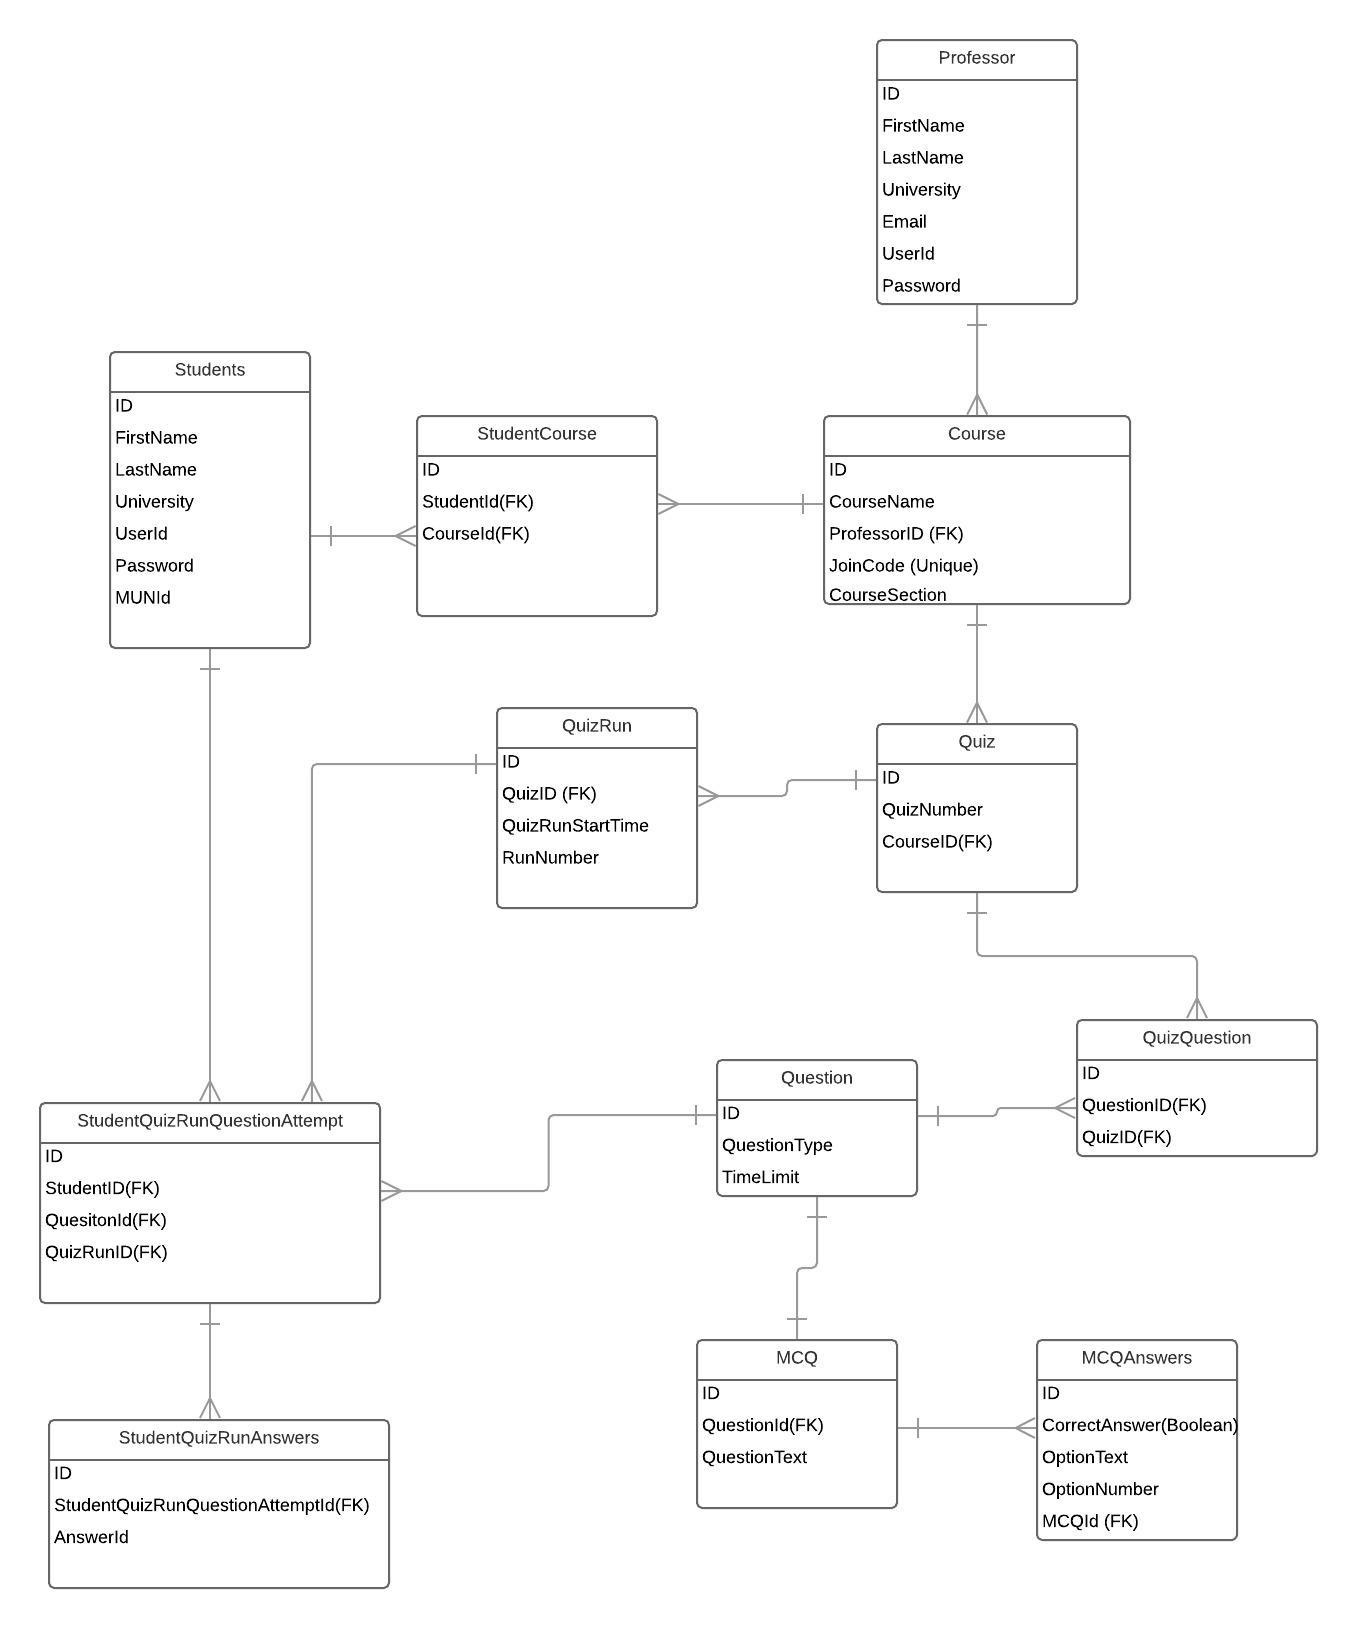 Professor
ID
FirstName
LastName
University
Email
UserId
Password
Students
ID
FirstName
LastName
University
UserId
Password
MUNId
StudentCourse
ID
StudentId(FK)
CourseId(FK)
Course
ID
CourseName
ProfessorID (FK)
JoinCode (Unique)
CourseSection
QuizRun
ID
QuizID (FK)
QuizRunStartTime
RunNumber
Quiz
ID
QuizNumber
CourseID(FK)
QuizQuestion
ID
QuestionID(FK)
QuizID(FK)
Question
ID
QuestionType
TimeLimit
StudentQuizRunQuestionAttempt
ID
StudentID(FK)
QuesitonId(FK)
QuizRunID(FK)
MCQ
ID
QuestionId(FK)
QuestionText
MCQAnswers
ID
CorrectAnswer(Boolean)
OptionText
OptionNumber
MCQId (FK)
StudentQuizRunAnswers
ID
StudentQuizRunQuestionAttemptId(FK)
AnswerId